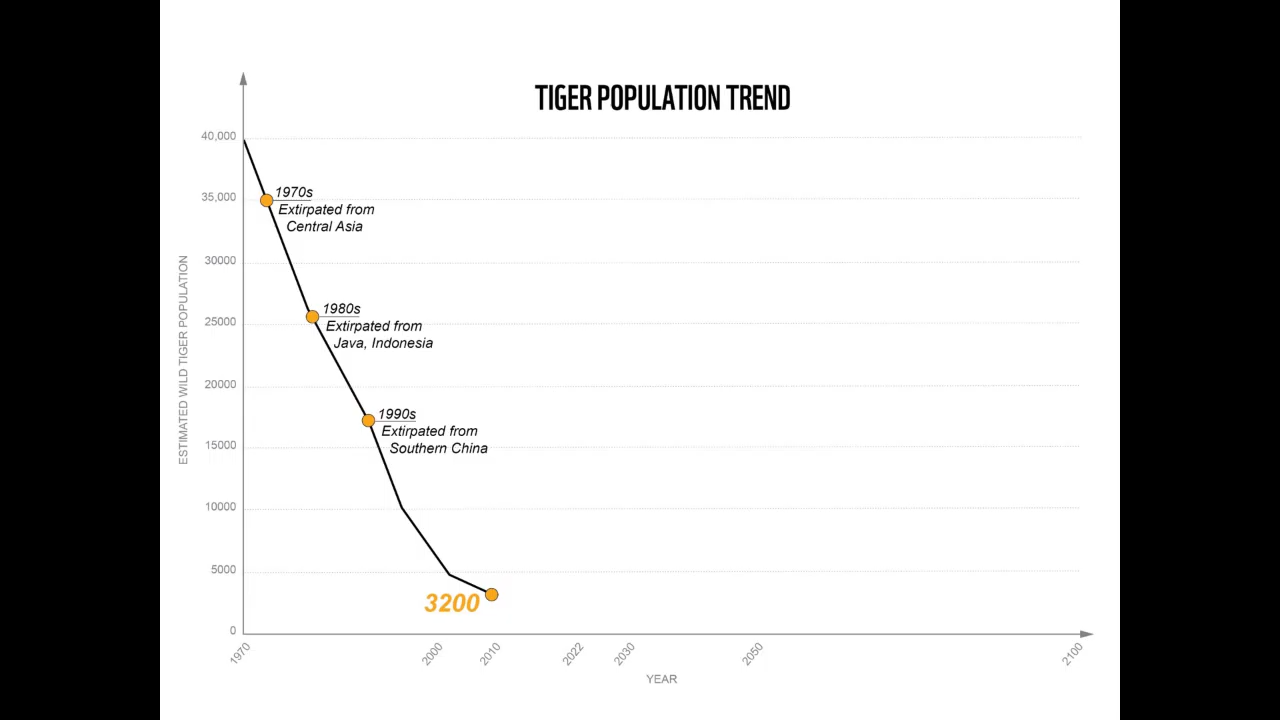 TIGER POPULATION TREND
40,000
35,000
30000
25000
20000
15000
10000
5000
0
ESTIMATED WILD TIGER POPULATION
1970s
Extirpated from
Central Asia
1980s
Extirpated from
Java, Indonesia
1990s
Extirpated from
Southern China
3200
1970
2000
2010
2022
2030
2050
2100
YEAR